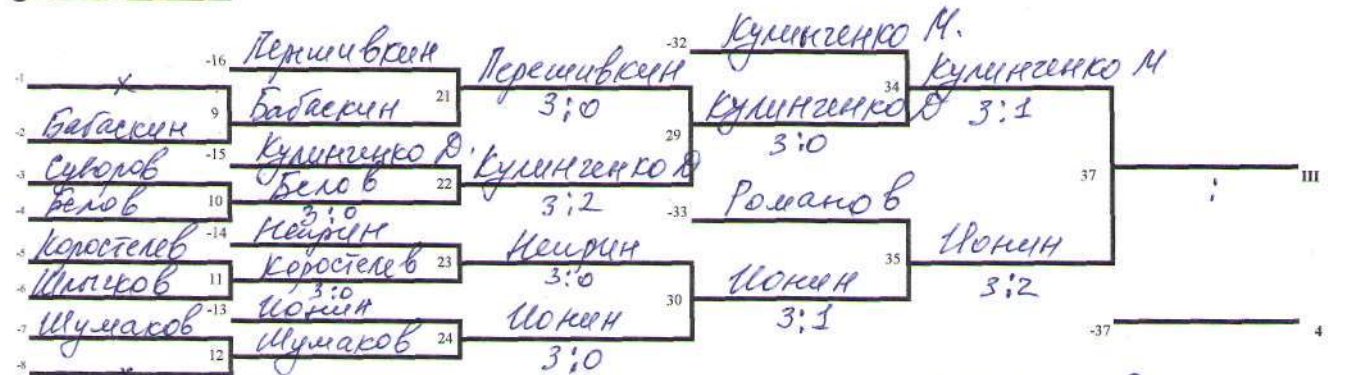 -32 Кулинченко М.
-16 Першивкин
Перешивкин
34 Кулинченко М
-1 х
21
3:0
Кулинченко Д
3:1
9 Бабаскин
-2 Бабаскин
29
3:0
-15 Кулинченко Д.
Кулинченко Д
-3 Суворов
Белов 22
37
III
-4 Белов
10
3:0
3:2
-33 Романов
:
-14 Нейрин
-5 Коростелев
Коростелев 23
Нейрин
35 Ионин
-6 Шлычков
11
3:0
3:0
30 Ионин
3:2
-13 Ионин
Ионин
3:1
-7 Шумаков
Шумаков 24
-37
4
12
3:0
-8 х